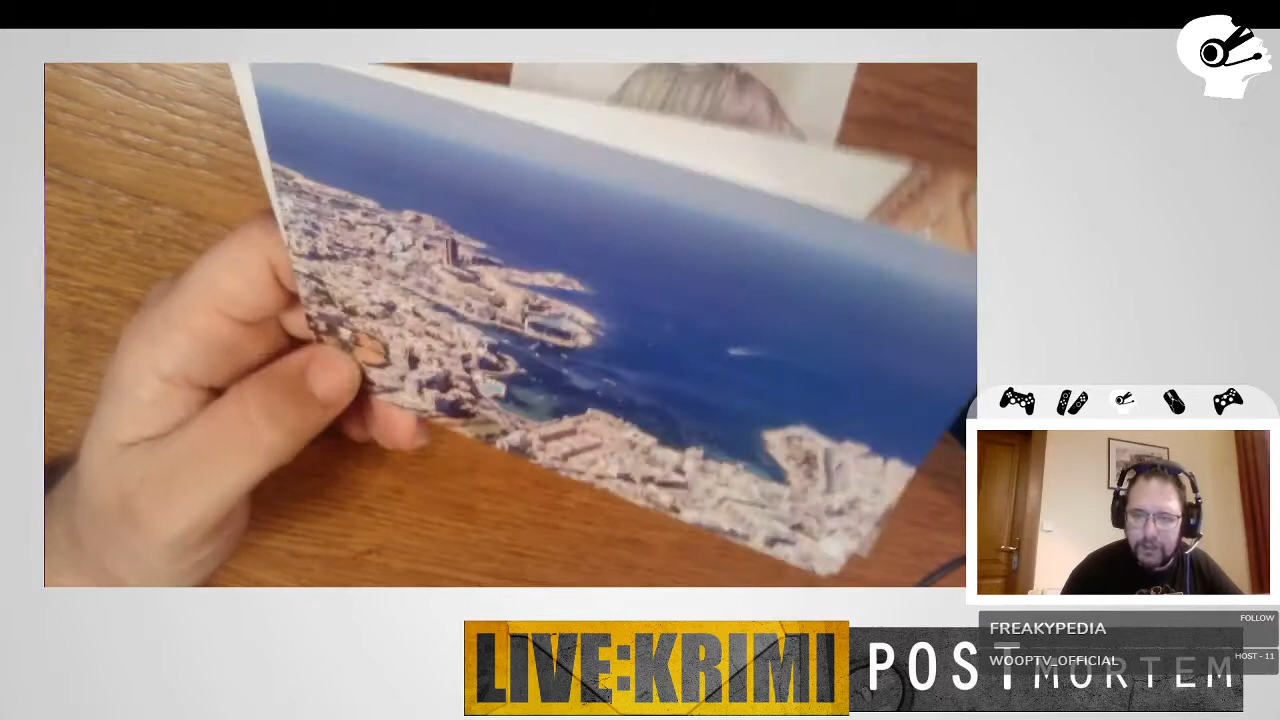 FOLLOW
FREAKYPEDIA
HOST - 11
WOOPTV_OFFICIAL
LIVE:KRIMI
POSTMORTEM